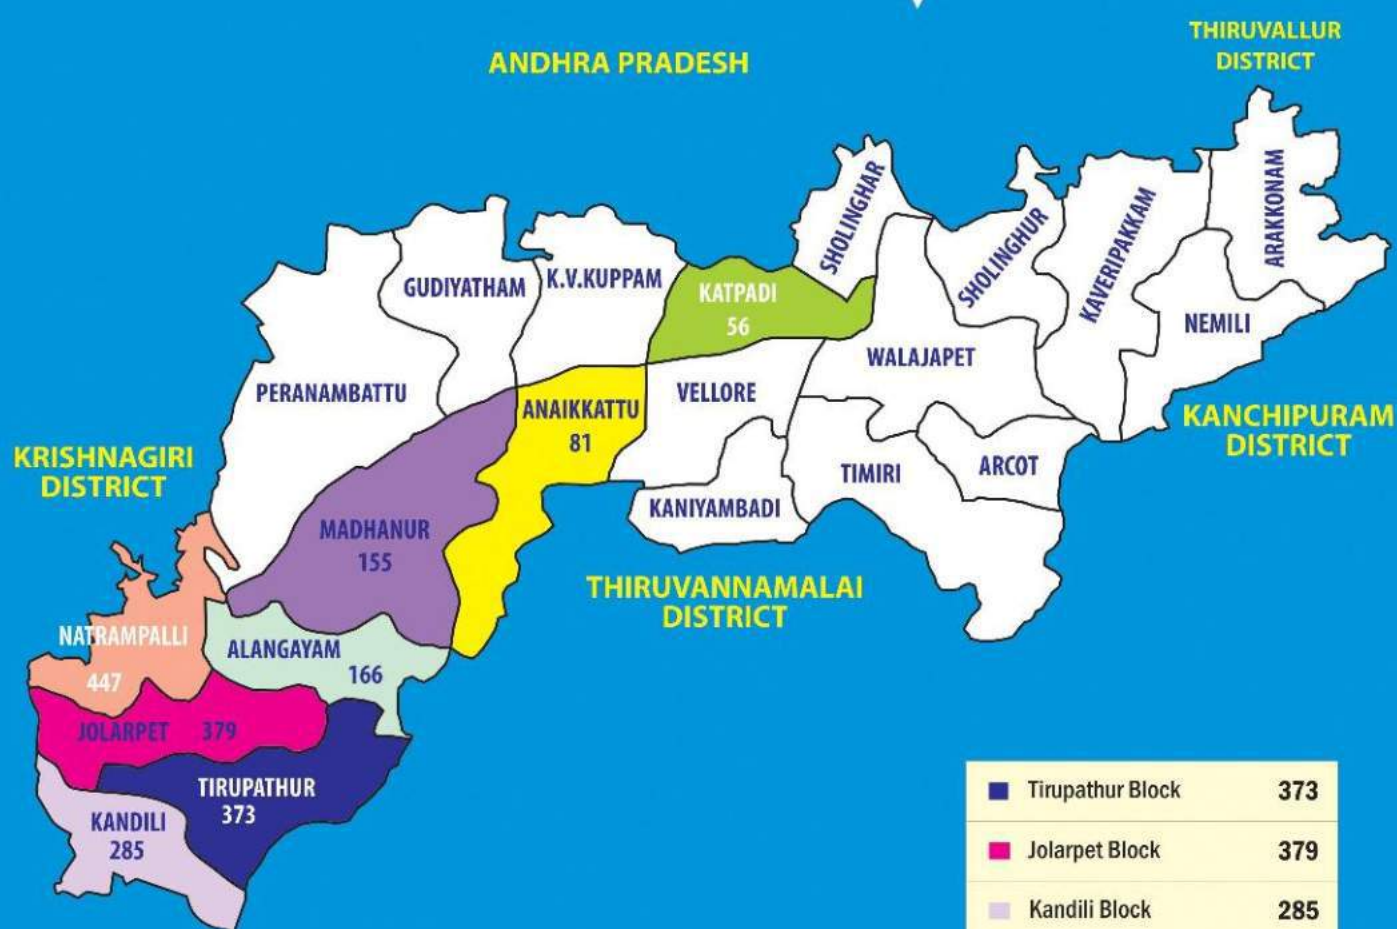 THIRUVALLUR
DISTRICT
ANDHRA PRADESH
SHOLINGHAR
SHOLINGHUR
KAVERIPAKKAM
ARAKKONAM
GUDIYATHAM
K.V.KUPPAM
KATPADI
56
NEMILI
WALAJAPET
PERANAMBATTU
ANAIKKATTU
81
VELLORE
KANCHIPURAM
DISTRICT
KRISHNAGIRI
DISTRICT
TIMIRI
ARCOT
KANIYAMBADI
MADHANUR
155
THIRUVANNAMALAI
DISTRICT
NATRAMPALLI
447
ALANGAYAM
166
JOLARPET 379
TIRUPATHUR
373
KANDILI
285
Tirupathur Block 373
Jolarpet Block 379
Kandili Block 285